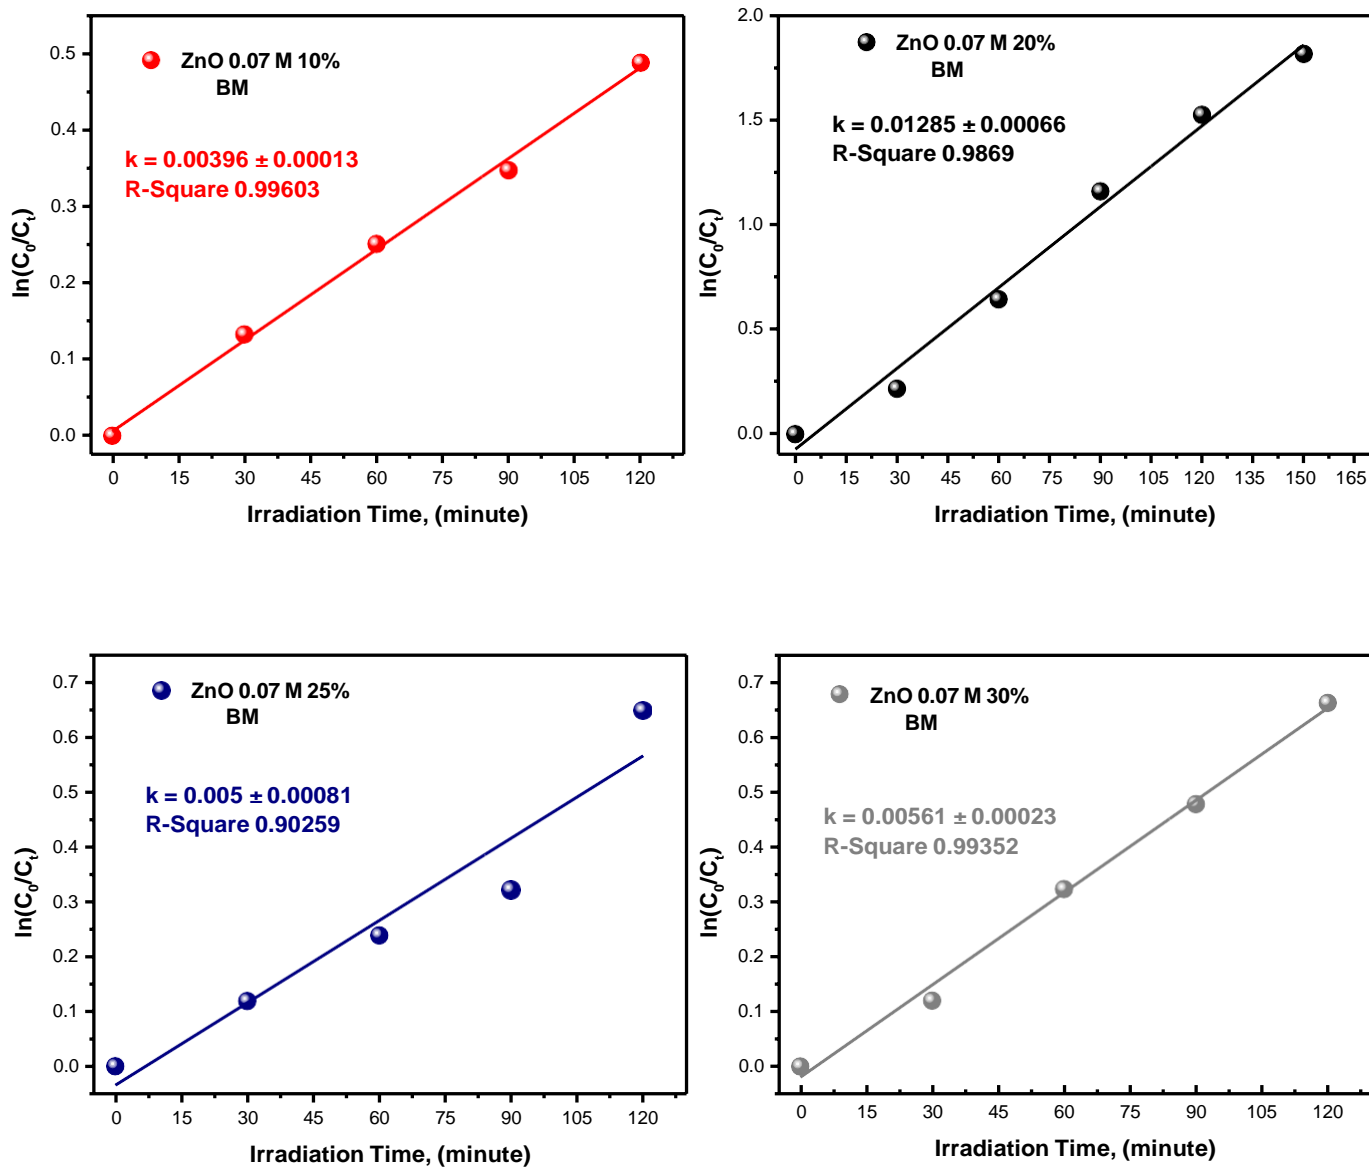 ZnO 0.07 M 10%
BM
k = 0.00396 ± 0.00013
R-Square 0.99603
ln(C₀/Cₜ)
0.5
0.4
0.3
0.2
0.1
0.0
0 15 30 45 60 75 90 105 120
Irradiation Time, (minute)
ZnO 0.07 M 20%
BM
k = 0.01285 ± 0.00066
R-Square 0.9869
ln(C₀/Cₜ)
2.0
1.5
1.0
0.5
0.0
0 15 30 45 60 75 90 105 120 135 150 165
Irradiation Time, (minute)
ZnO 0.07 M 25%
BM
k = 0.005 ± 0.00081
R-Square 0.90259
ln(C₀/Cₜ)
0.7
0.6
0.5
0.4
0.3
0.2
0.1
0.0
0 15 30 45 60 75 90 105 120
Irradiation Time, (minute)
ZnO 0.07 M 30%
BM
k = 0.00561 ± 0.00023
R-Square 0.99352
ln(C₀/Cₜ)
0.7
0.6
0.5
0.4
0.3
0.2
0.1
0.0
0 15 30 45 60 75 90 105 120
Irradiation Time, (minute)